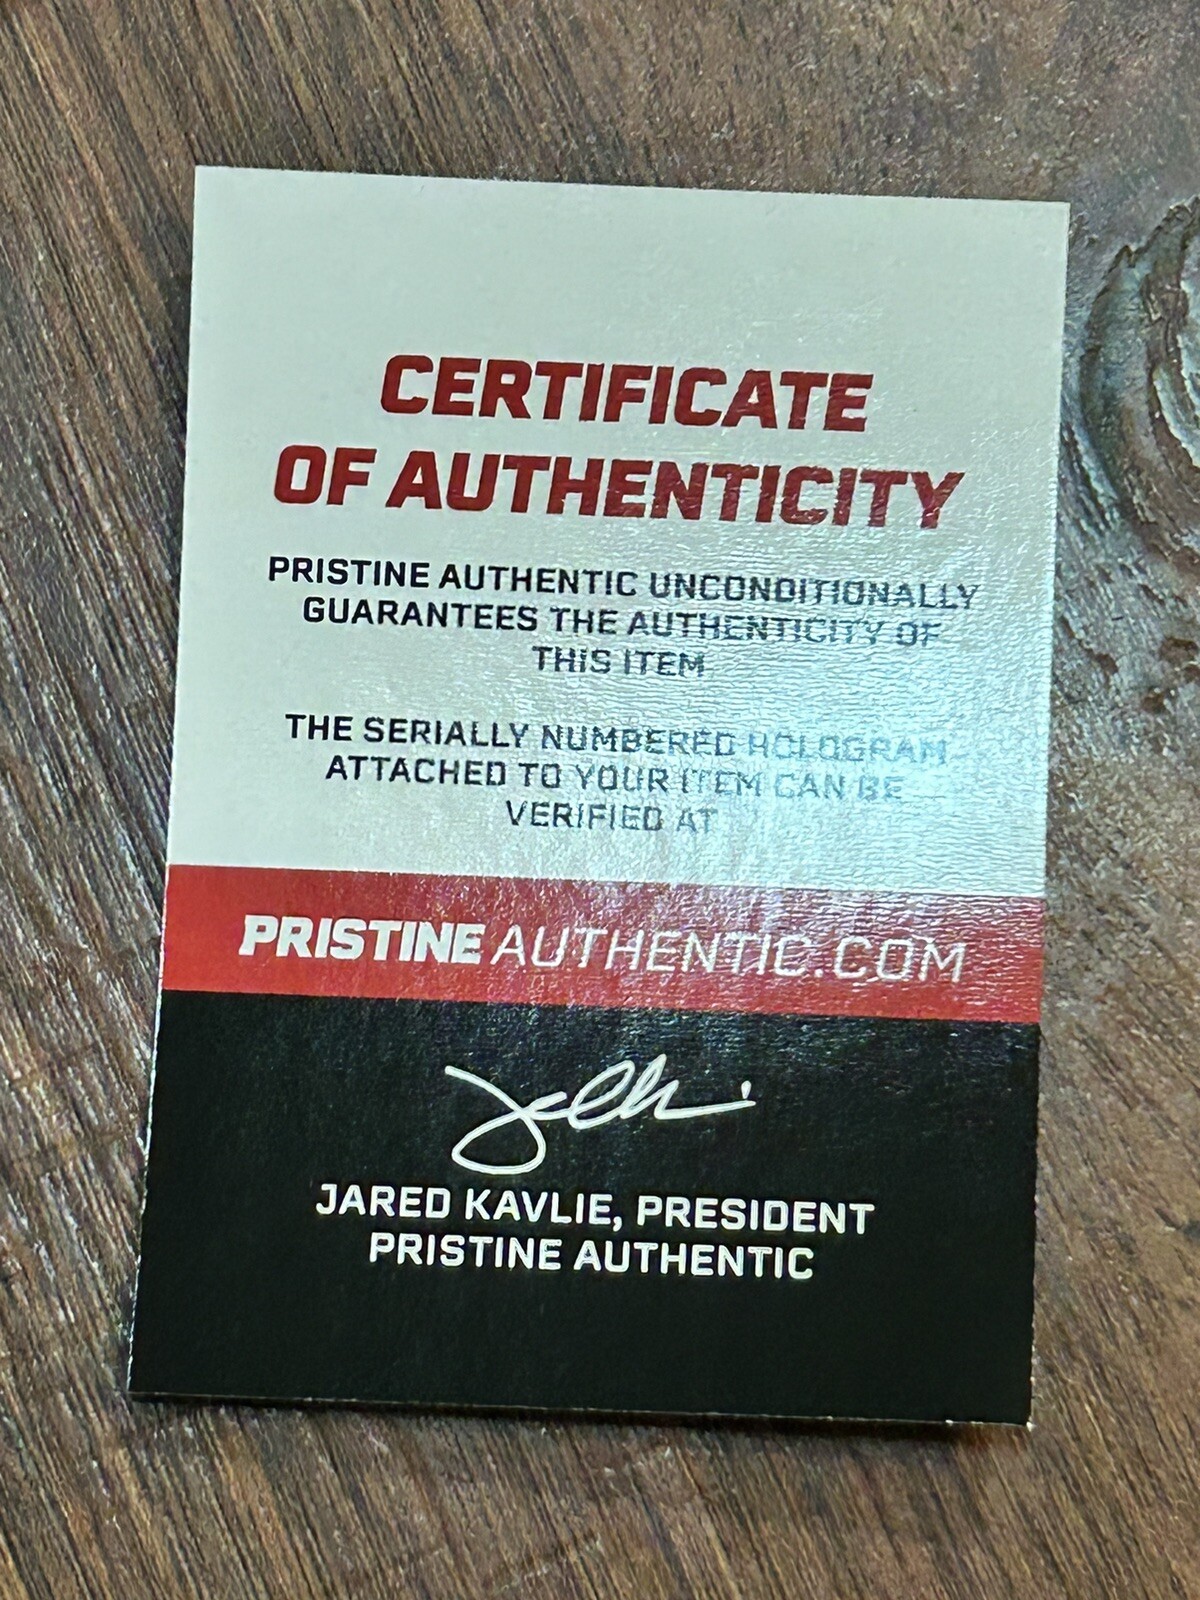 CERTIFICATE
OF AUTHENTICITY
PRISTINE AUTHENTIC UNCONDITIONALLY
GUARANTEES THE AUTHENTICITY OF
THIS ITEM
THE SERIALLY NUMBERED HOLOGRAM
ATTACHED TO YOUR ITEM CAN BE
VERIFIED AT
PRISTINEAUTHENTIC.COM
JARED KAVLIE, PRESIDENT
PRISTINE AUTHENTIC